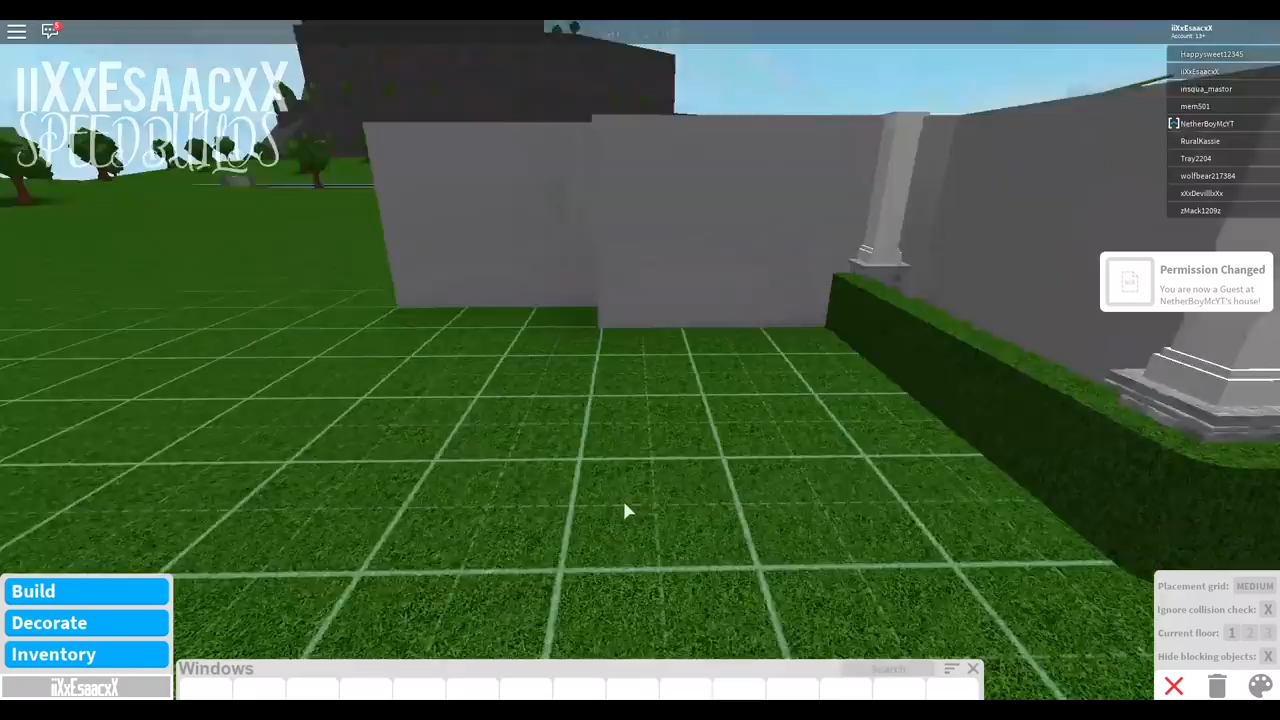 iiXxEsaacxX
Account: 13+
iiXxEsaacxX
SPEEDBUILDS
Happysweet12345
iiXxEsaacxX
insqua_mastor
mem501
NetherBoyMcYT
RuralKassie
Tray2204
wolfbear217384
xXxDevilllxXx
zMack1209z
Permission Changed
You are now a Guest at
NetherBoyMcYT's house!
Build
Decorate
Inventory
iiXxEsaacxX
Windows
Search
Placement grid: MEDIUM
Ignore collision check: X
Current floor: 1 2 3
Hide blocking objects: X